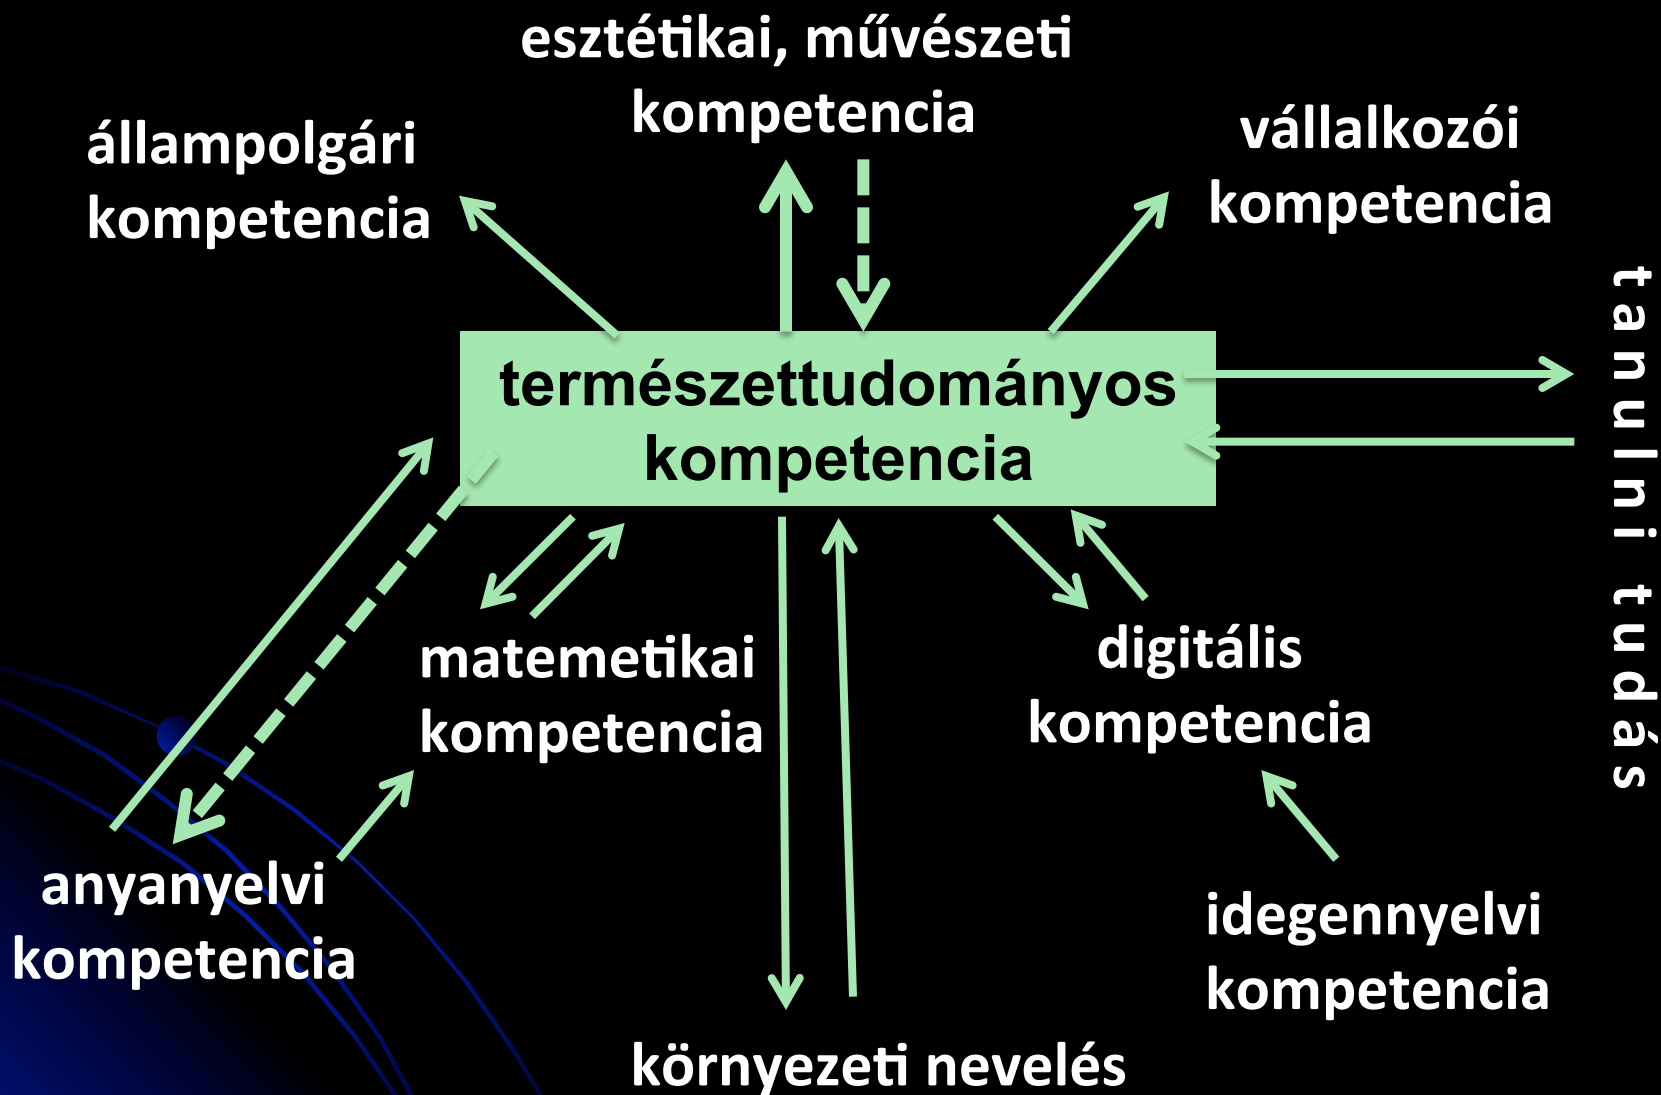 esztétikai, művészeti
kompetencia
állampolgári
kompetencia
vállalkozói
kompetencia
természettudományos
kompetencia
tanulni tudás
matemetikai
kompetencia
digitális
kompetencia
anyanyelvi
kompetencia
idegennyelvi
kompetencia
környezeti nevelés